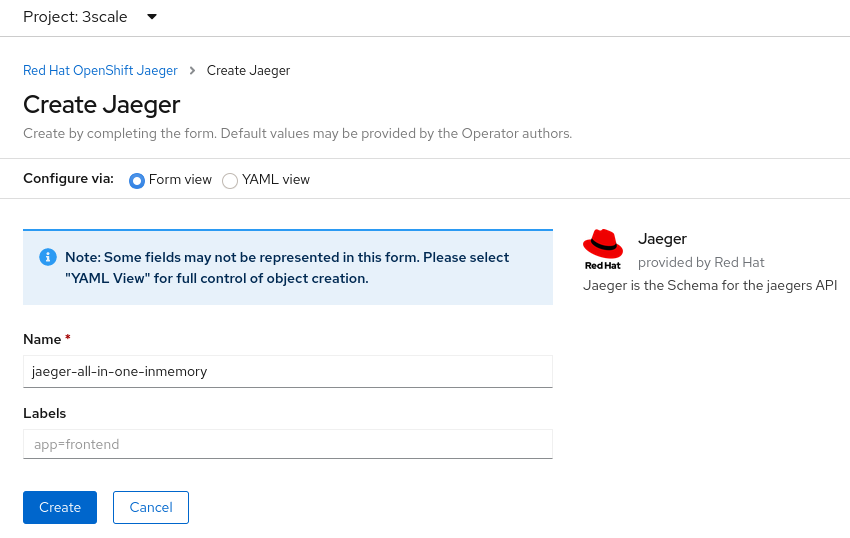 Project: 3scale
Red Hat OpenShift Jaeger > Create Jaeger
Create Jaeger
Create by completing the form. Default values may be provided by the Operator authors.
Configure via: Form view YAML view
Note: Some fields may not be represented in this form. Please select
"YAML View" for full control of object creation.
Red Hat
Jaeger
provided by Red Hat
Jaeger is the Schema for the jaegers API
Name *
jaeger-all-in-one-inmemory
Labels
app=frontend
Create Cancel